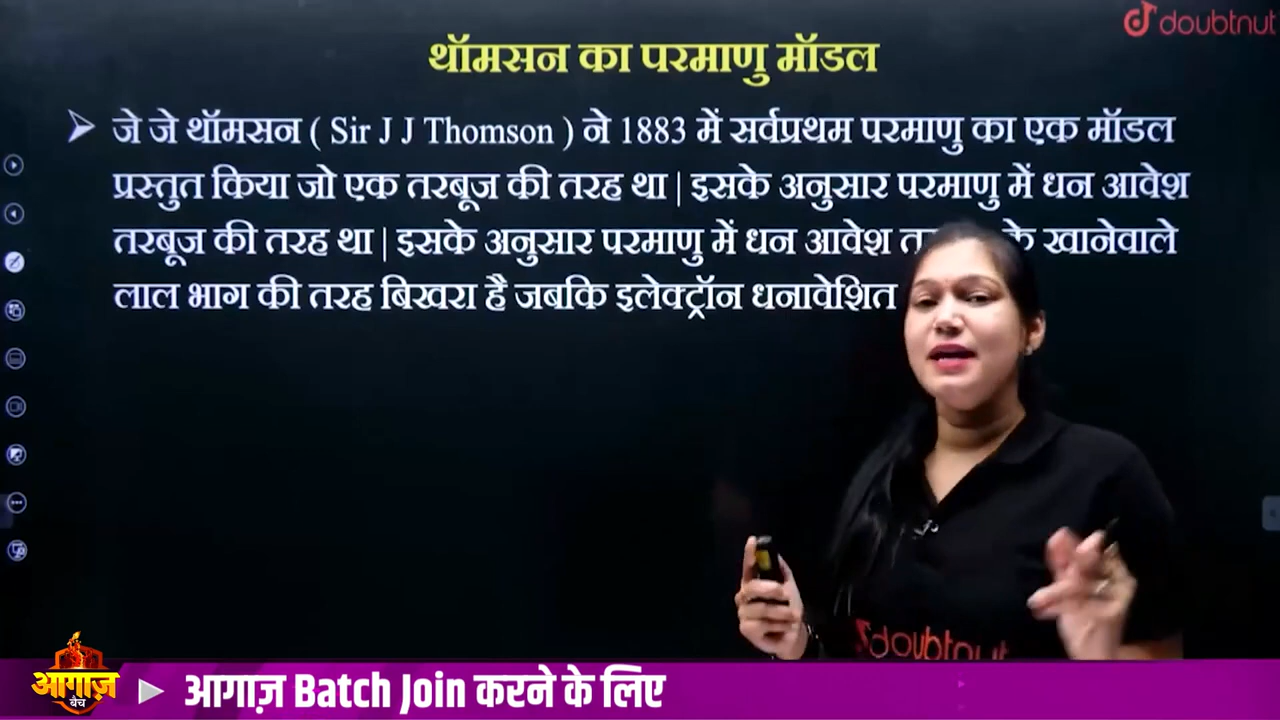 doubtnut
थॉमसन का परमाणु मॉडल
जे जे थॉमसन ( Sir J J Thomson ) ने 1883 में सर्वप्रथम परमाणु का एक मॉडल
प्रस्तुत किया जो एक तरबूज की तरह था | इसके अनुसार परमाणु में धन आवेश
तरबूज की तरह था | इसके अनुसार परमाणु में धन आवेश के खानेवाले
लाल भाग की तरह बिखरा है जबकि इलेक्ट्रॉन धनावेशित
doubtnut
आगाज़
बैच
आगाज़ Batch Join करने के लिए